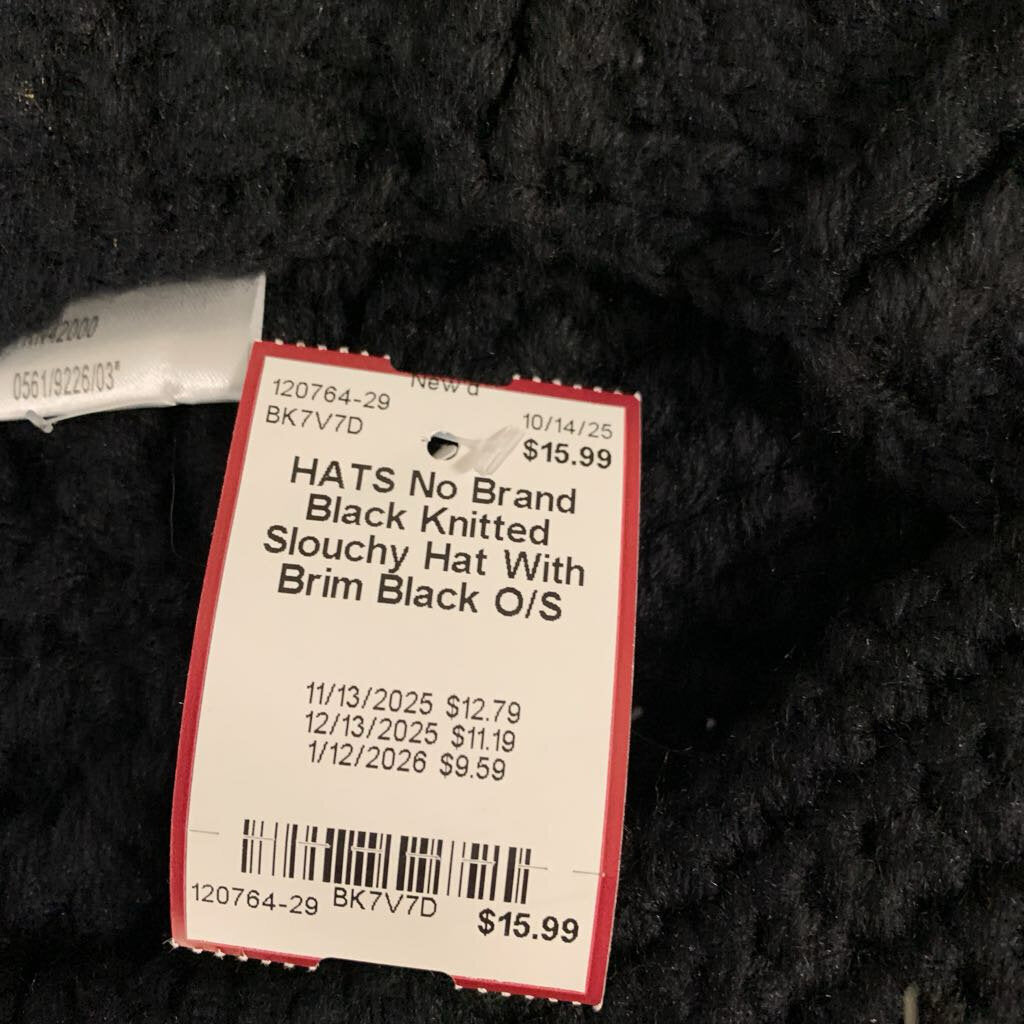 0561/9226/03"
120764-29
BK7V7D
10/14/25
$15.99
HATS No Brand
Black Knitted
Slouchy Hat With
Brim Black O/S
11/13/2025 $12.79
12/13/2025 $11.19
1/12/2026 $9.59
120764-29 BK7V7D $15.99